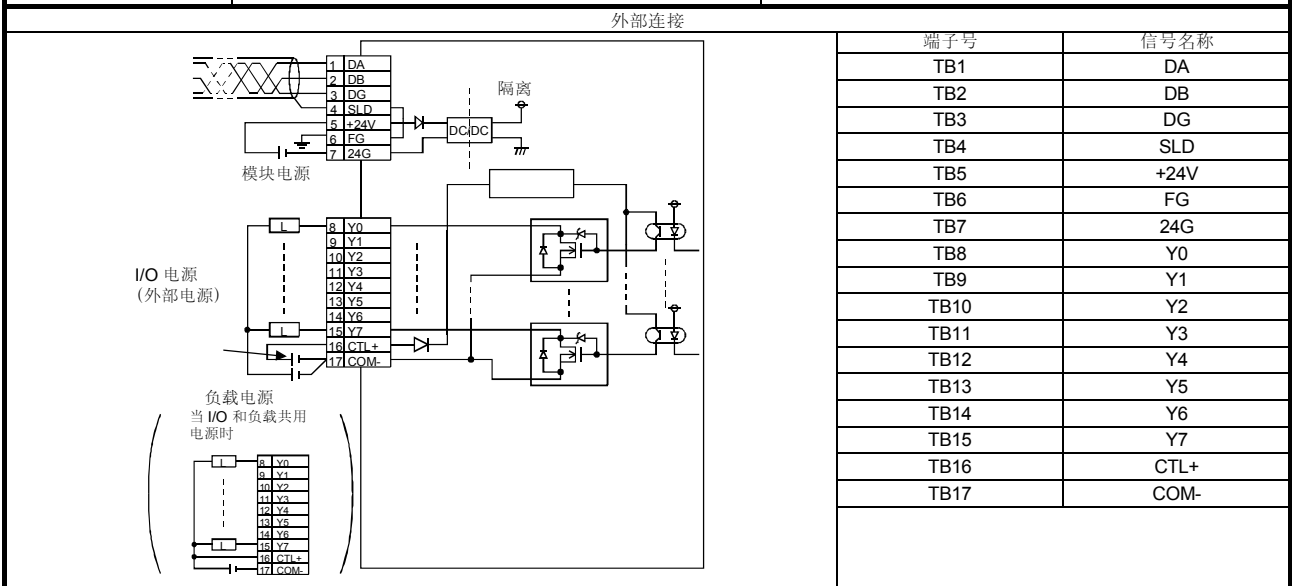 外部连接
1 DA
2 DB
3 DG
4 SLD
5 +24V
6 FG
7 24G
隔离
DC/DC
模块电源
L
8 Y0
9 Y1
10 Y2
11 Y3
12 Y4
13 Y5
14 Y6
L
15 Y7
16 CTL+
17 COM-
I/O 电源
(外部电源)
负载电源
当 I/O 和负载共用
电源时
L
8 Y0
9 Y1
10 Y2
11 Y3
12 Y4
13 Y5
14 Y6
L
15 Y7
16 CTL+
17 COM-
端子号 信号名称
TB1 DA
TB2 DB
TB3 DG
TB4 SLD
TB5 +24V
TB6 FG
TB7 24G
TB8 Y0
TB9 Y1
TB10 Y2
TB11 Y3
TB12 Y4
TB13 Y5
TB14 Y6
TB15 Y7
TB16 CTL+
TB17 COM-